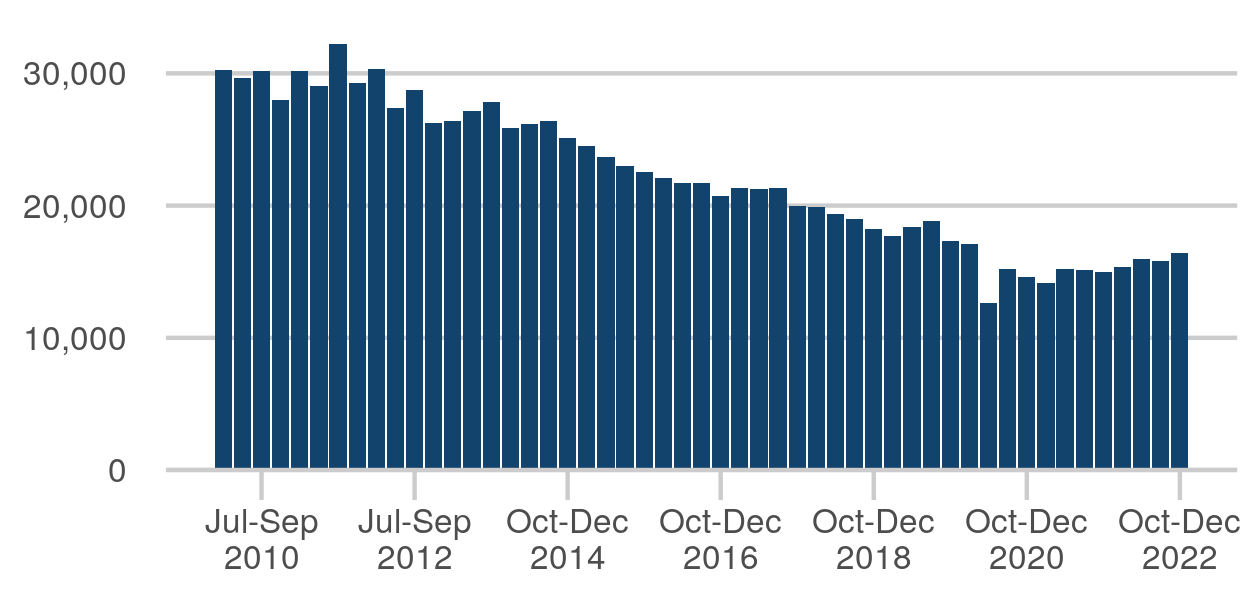 30,000
20,000
10,000
0
Jul-Sep 2010
Jul-Sep 2012
Oct-Dec 2014
Oct-Dec 2016
Oct-Dec 2018
Oct-Dec 2020
Oct-Dec 2022